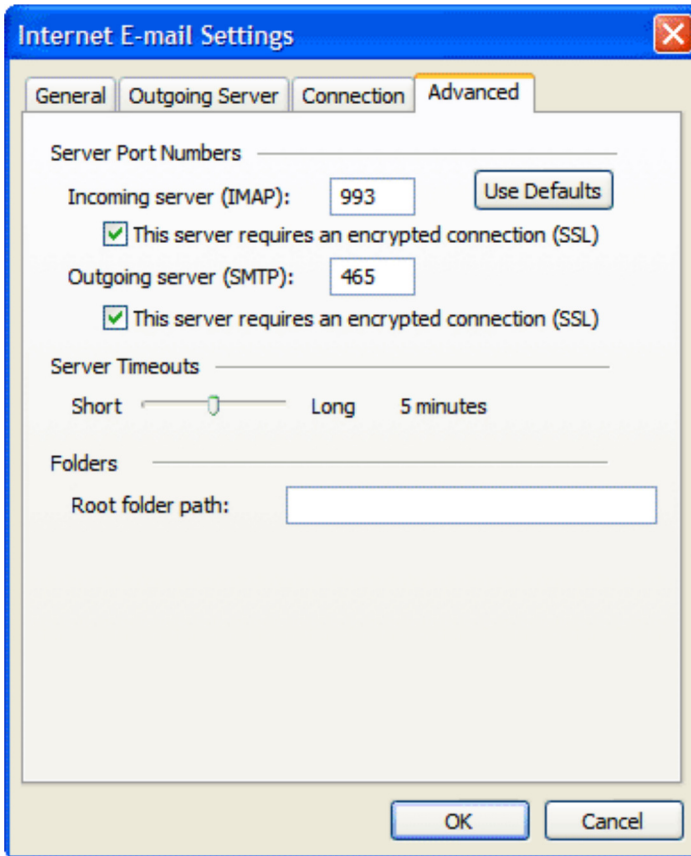 Internet E-mail Settings
General Outgoing Server Connection Advanced
Server Port Numbers
Incoming server (IMAP): 993 Use Defaults
This server requires an encrypted connection (SSL)
Outgoing server (SMTP): 465
This server requires an encrypted connection (SSL)
Server Timeouts
Short Long 5 minutes
Folders
Root folder path:
OK Cancel